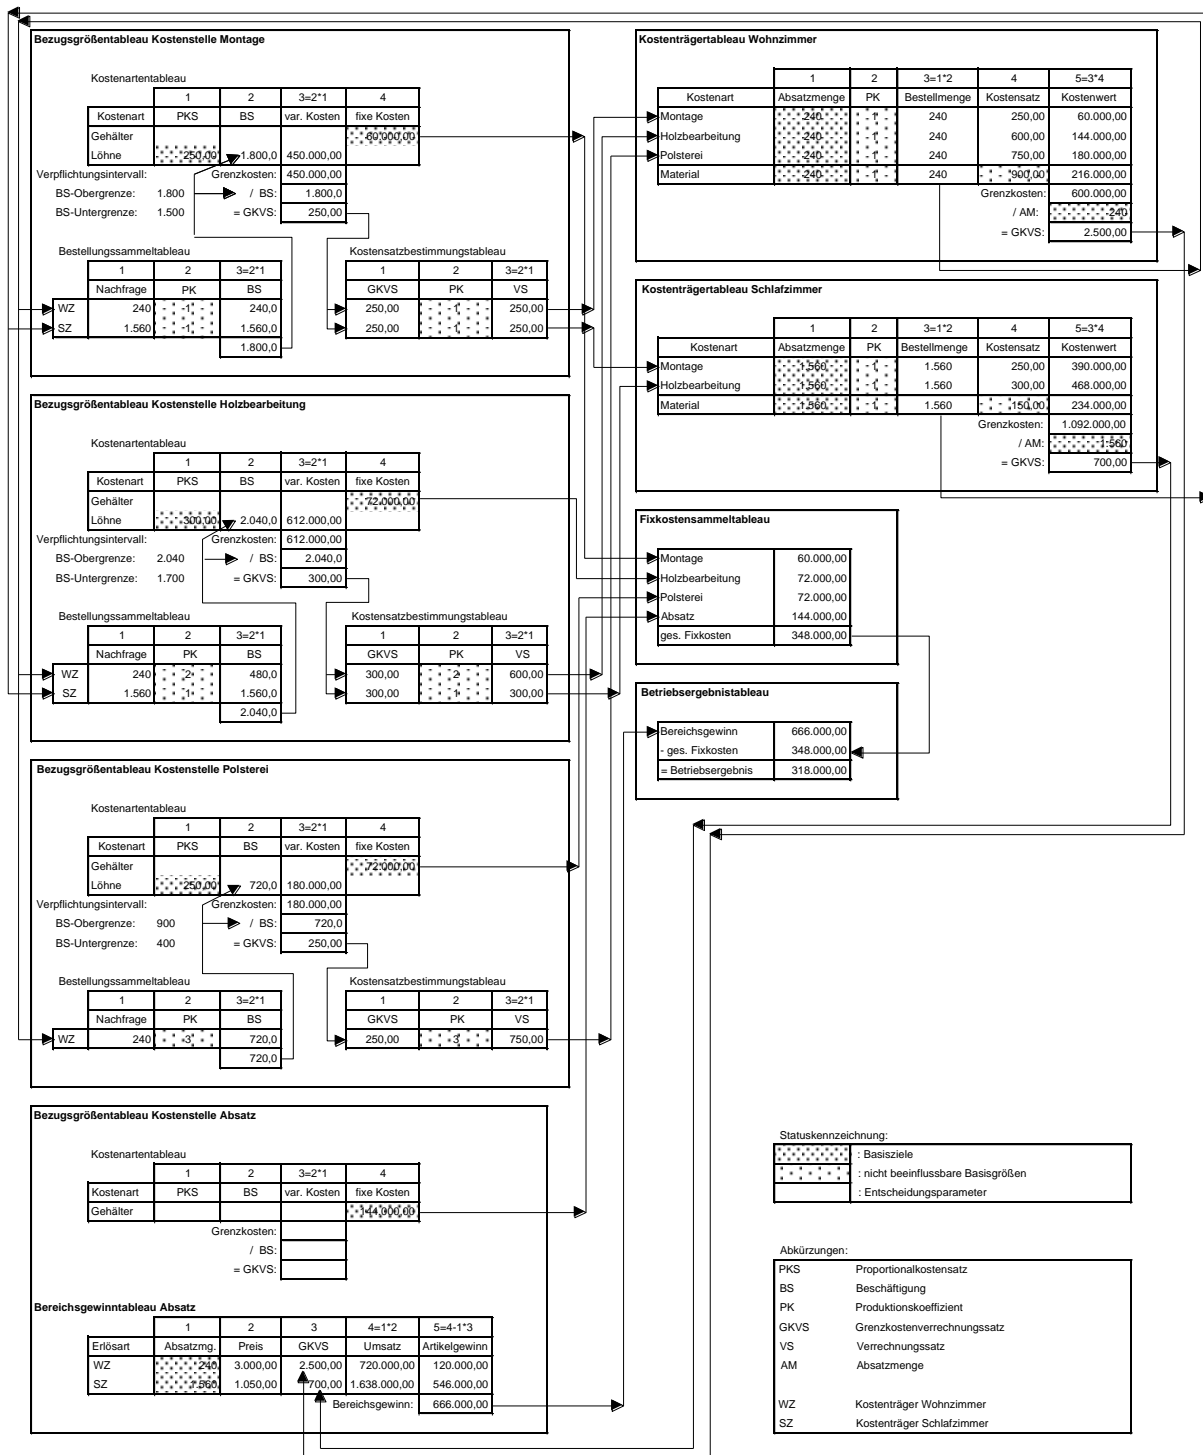 Bezugsgrößentableau Kostenstelle Montage
Kostenartentableau
1 2 3=2*1 4
Kostenart PKS BS var. Kosten fixe Kosten
Gehälter 60.000,00
Löhne 250,00 1.800,0 450.000,00
Verpflichtungsintervall: Grenzkosten: 450.000,00
BS-Obergrenze: 1.800 / BS: 1.800,0
BS-Untergrenze: 1.500 = GKVS: 250,00
Bestellungssammeltableau Kostensatzbestimmungstableau
1 2 3=2*1 1 2 3=2*1
Nachfrage PK BS GKVS PK VS
WZ 240 1 240,0 250,00 1 250,00
SZ 1.560 1 1.560,0 250,00 1 250,00
1.800,0
Bezugsgrößentableau Kostenstelle Holzbearbeitung
Kostenartentableau
1 2 3=2*1 4
Kostenart PKS BS var. Kosten fixe Kosten
Gehälter 72.000,00
Löhne 300,00 2.040,0 612.000,00
Verpflichtungsintervall: Grenzkosten: 612.000,00
BS-Obergrenze: 2.040 / BS: 2.040,0
BS-Untergrenze: 1.700 = GKVS: 300,00
Bestellungssammeltableau Kostensatzbestimmungstableau
1 2 3=2*1 1 2 3=2*1
Nachfrage PK BS GKVS PK VS
WZ 240 2 480,0 300,00 2 600,00
SZ 1.560 1 1.560,0 300,00 1 300,00
2.040,0
Bezugsgrößentableau Kostenstelle Polsterei
Kostenartentableau
1 2 3=2*1 4
Kostenart PKS BS var. Kosten fixe Kosten
Gehälter 72.000,00
Löhne 250,00 720,0 180.000,00
Verpflichtungsintervall: Grenzkosten: 180.000,00
BS-Obergrenze: 900 / BS: 720,0
BS-Untergrenze: 400 = GKVS: 250,00
Bestellungssammeltableau Kostensatzbestimmungstableau
1 2 3=2*1 1 2 3=2*1
Nachfrage PK BS GKVS PK VS
WZ 240 3 720,0 250,00 3 750,00
720,0
Bezugsgrößentableau Kostenstelle Absatz
Kostenartentableau
1 2 3=2*1 4
Kostenart PKS BS var. Kosten fixe Kosten
Gehälter 144.000,00
Grenzkosten:
/ BS:
= GKVS:
Bereichsgewinntableau Absatz
1 2 3 4=1*2 5=4-1*3
Erlösart Absatzmg. Preis GKVS Umsatz Artikelgewinn
WZ 240 3.000,00 2.500,00 720.000,00 120.000,00
SZ 1.560 1.050,00 700,00 1.638.000,00 546.000,00
Bereichsgewinn: 666.000,00
Kostenträgertableau Wohnzimmer
1 2 3=1*2 4 5=3*4
Kostenart Absatzmenge PK Bestellmenge Kostensatz Kostenwert
Montage 240 1 240 250,00 60.000,00
Holzbearbeitung 240 1 240 600,00 144.000,00
Polsterei 240 1 240 750,00 180.000,00
Material 240 1 240 900,00 216.000,00
Grenzkosten: 600.000,00
/ AM: 240
= GKVS: 2.500,00
Kostenträgertableau Schlafzimmer
1 2 3=1*2 4 5=3*4
Kostenart Absatzmenge PK Bestellmenge Kostensatz Kostenwert
Montage 1.560 1 1.560 250,00 390.000,00
Holzbearbeitung 1.560 1 1.560 300,00 468.000,00
Material 1.560 1 1.560 150,00 234.000,00
Grenzkosten: 1.092.000,00
/ AM: 1.560
= GKVS: 700,00
Fixkostensammeltableau
Montage 60.000,00
Holzbearbeitung 72.000,00
Polsterei 72.000,00
Absatz 144.000,00
ges. Fixkosten 348.000,00
Betriebsergebnistableau
Bereichsgewinn 666.000,00
- ges. Fixkosten 348.000,00
= Betriebsergebnis 318.000,00
Statuskennzeichnung:
: Basisziele
: nicht beeinflussbare Basisgrößen
: Entscheidungsparameter
Abkürzungen:
PKS Proportionalkostensatz
BS Beschäftigung
PK Produktionskoeffizient
GKVS Grenzkostenverrechnungssatz
VS Verrechnungssatz
AM Absatzmenge
WZ Kostenträger Wohnzimmer
SZ Kostenträger Schlafzimmer